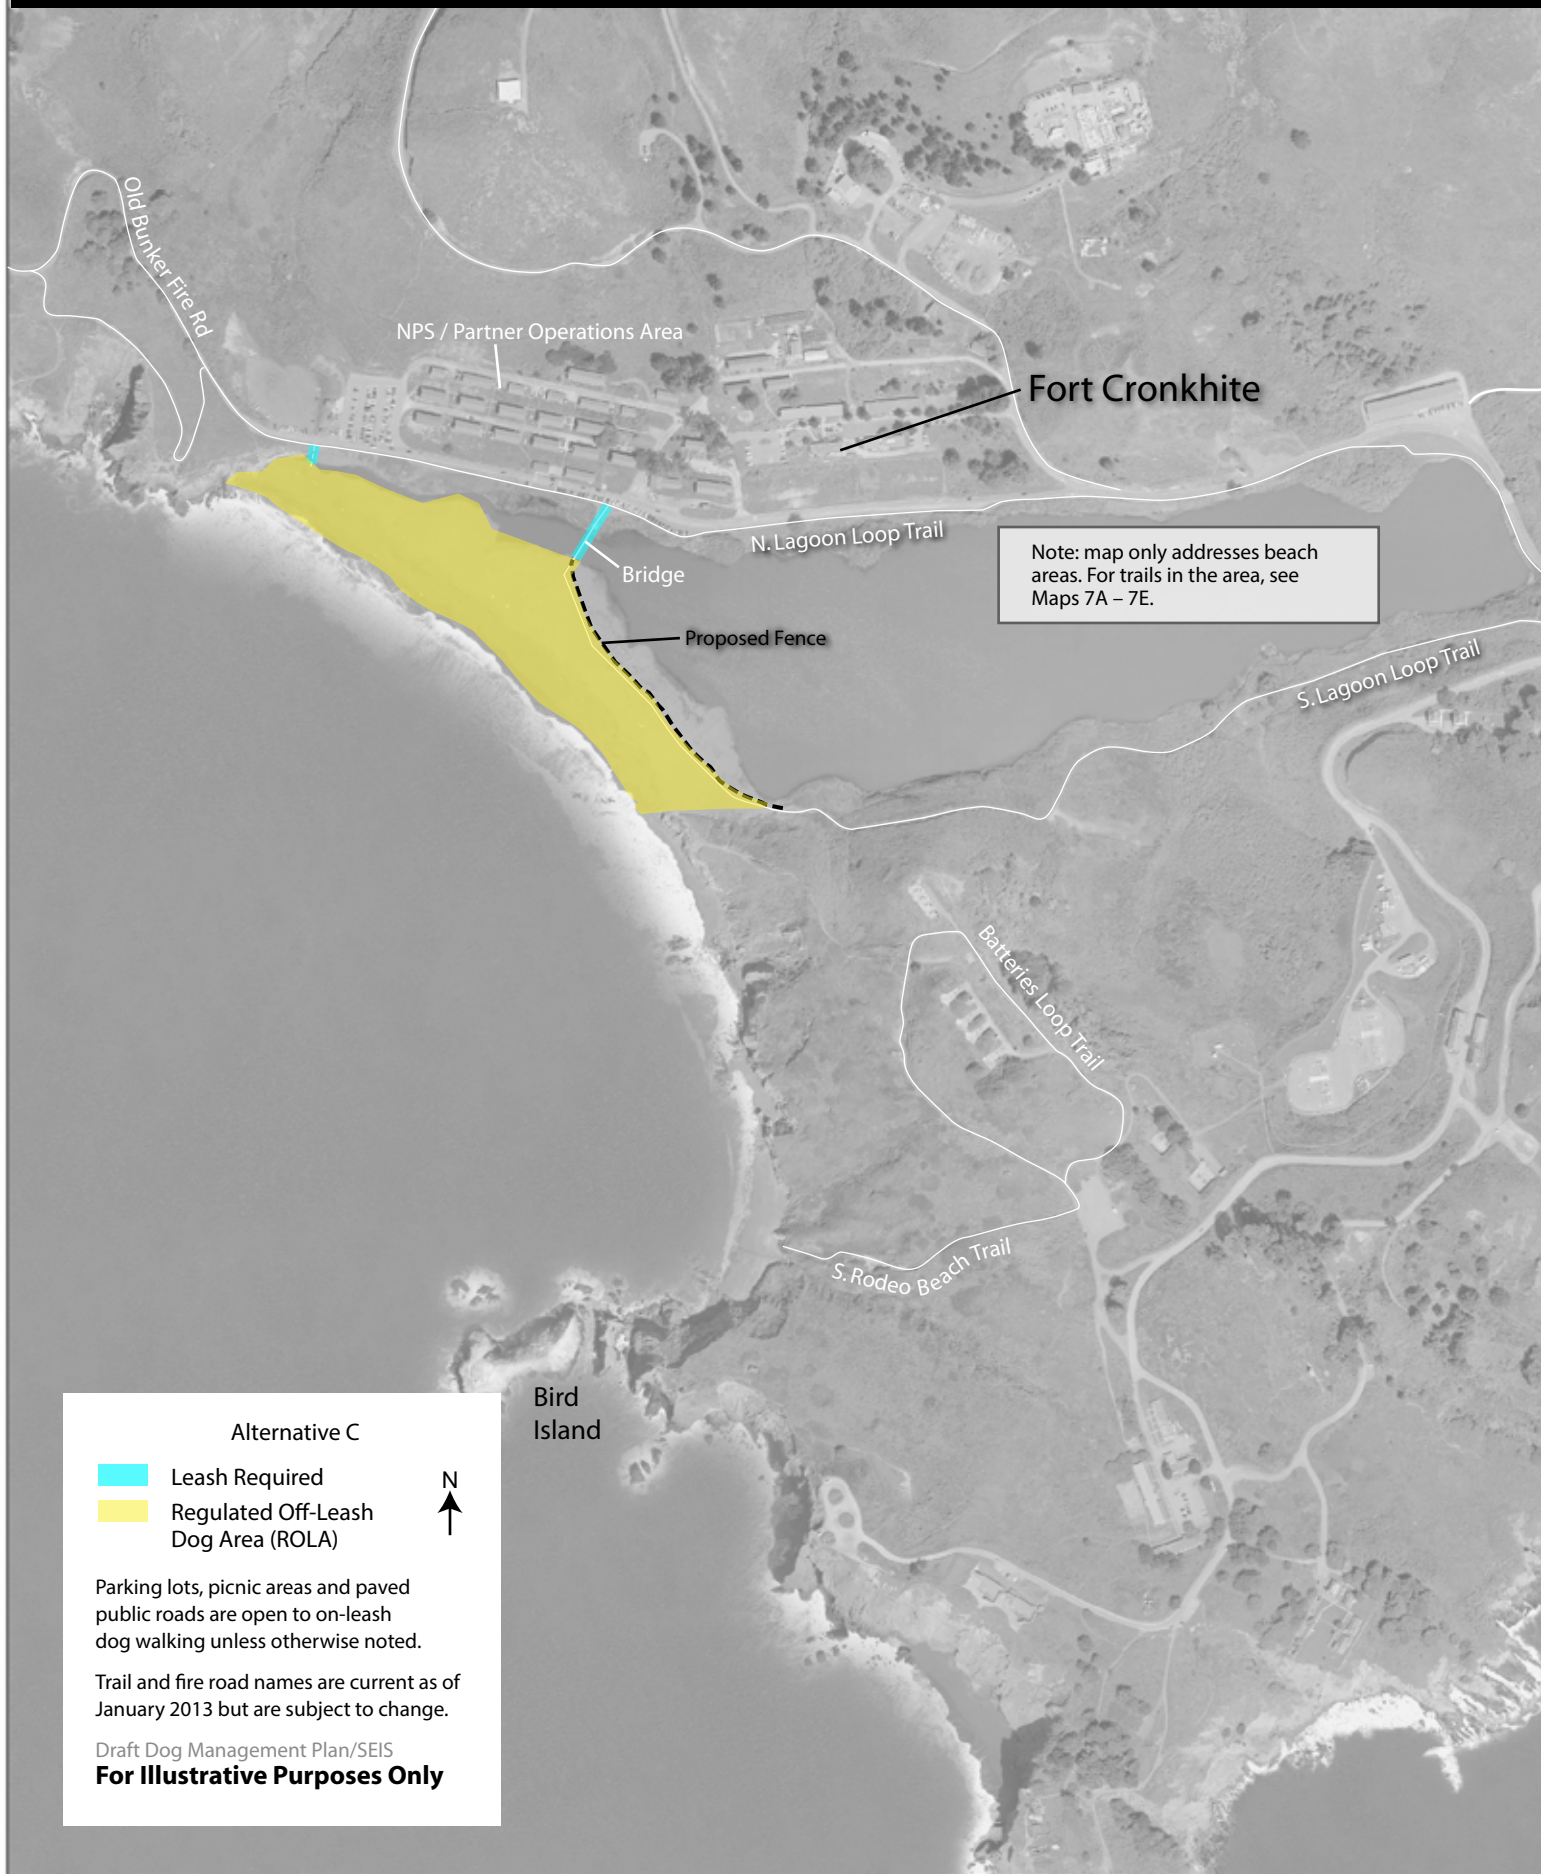 Old Bunker Fire Rd
NPS / Partner Operations Area
Fort Cronkhite
N. Lagoon Loop Trail
Bridge
Note: map only addresses beach
areas. For trails in the area, see
Maps 7A – 7E.
Proposed Fence
S. Lagoon Loop Trail
Batteries Loop Trail
S. Rodeo Beach Trail
Bird
Island
Alternative C
Leash Required
N
Regulated Off-Leash
Dog Area (ROLA)
Parking lots, picnic areas and paved
public roads are open to on-leash
dog walking unless otherwise noted.
Trail and fire road names are current as of
January 2013 but are subject to change.
Draft Dog Management Plan/SEIS
For Illustrative Purposes Only